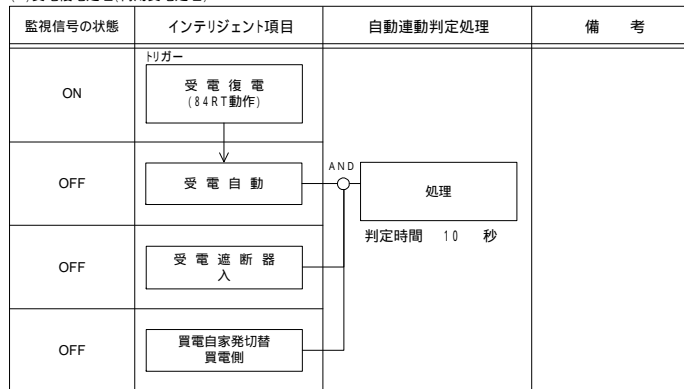 監視信号の状態 インテリジェント項目 自動連動判定処理 備 考
トリガー
ON
受電復電
(84RT動作)
AND
OFF
受電自動
処理
判定時間 10 秒
OFF
受電遮断器
入
OFF
買電自家発切替
買電側